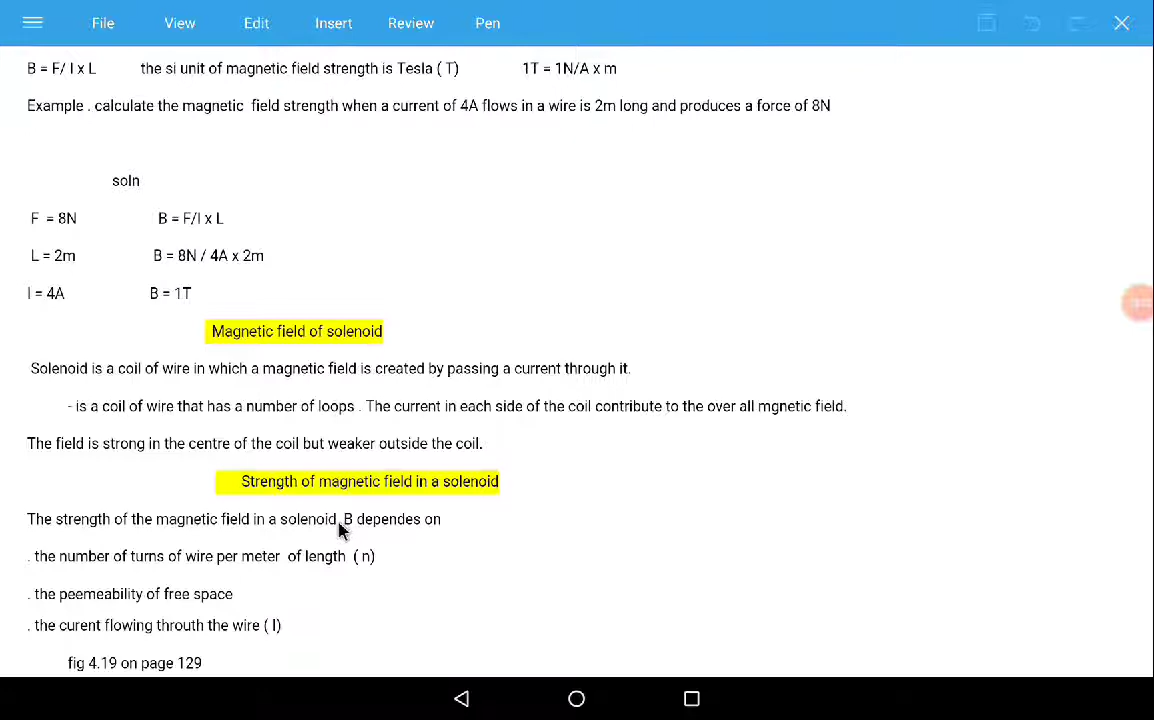 File View Edit Insert Review Pen
B = F/ I x L the si unit of magnetic field strength is Tesla ( T) 1T = 1N/A x m
Example . calculate the magnetic field strength when a current of 4A flows in a wire is 2m long and produces a force of 8N
soln
F = 8N B = F/I x L
L = 2m B = 8N / 4A x 2m
I = 4A B = 1T
Magnetic field of solenoid
Solenoid is a coil of wire in which a magnetic field is created by passing a current through it.
- is a coil of wire that has a number of loops . The current in each side of the coil contribute to the over all mgnetic field.
The field is strong in the centre of the coil but weaker outside the coil.
Strength of magnetic field in a solenoid
The strength of the magnetic field in a solenoid B dependes on
. the number of turns of wire per meter of length ( n)
. the peemeability of free space
. the curent flowing throuth the wire ( I)
fig 4.19 on page 129